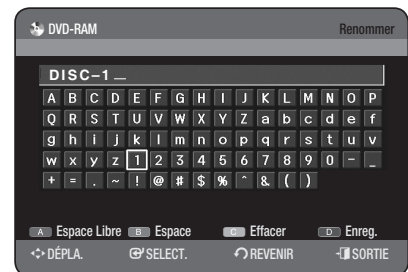 DVD-RAM Renommer
DISC-1 _
A B C D E F G H I J K L M N O P
Q R S T U V W X Y Z a b c d e f
g h i j k l m n o p q r s t u v
w x y z 1 2 3 4 5 6 7 8 9 0 - _
+ = . ~ ! @ # $ % ^ & ( )
A Espace Libre B Espace C Effacer D Enreg.
DÉPLA. SELECT. REVENIR SORTIE